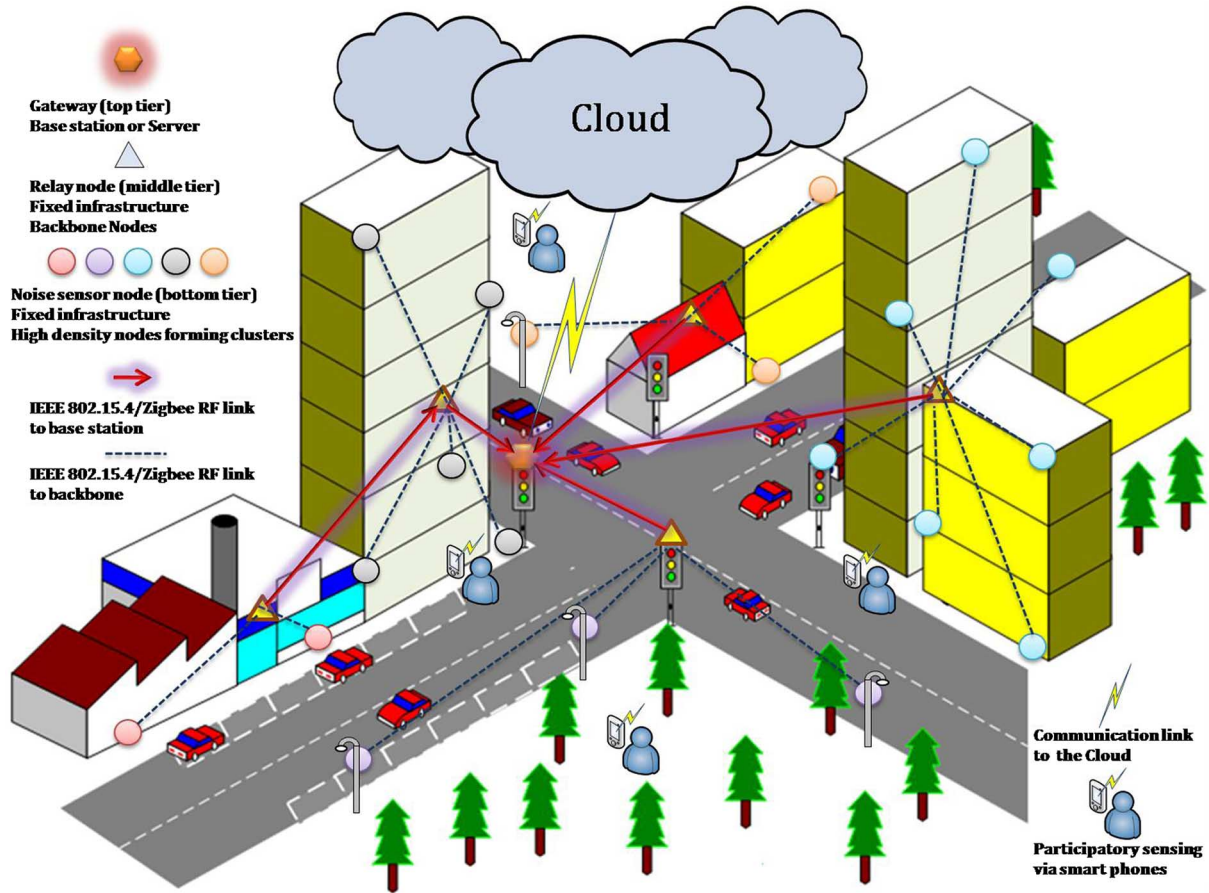 Cloud
Gateway (top tier)
Base station or Server
Relay node (middle tier)
Fixed infrastructure
Backbone Nodes
Noise sensor node (bottom tier)
Fixed infrastructure
High density nodes forming clusters
IEEE 802.15.4/Zigbee RF link
to base station
IEEE 802.15.4/Zigbee RF link
to backbone
Communication link
to the Cloud
Participatory sensing
via smart phones